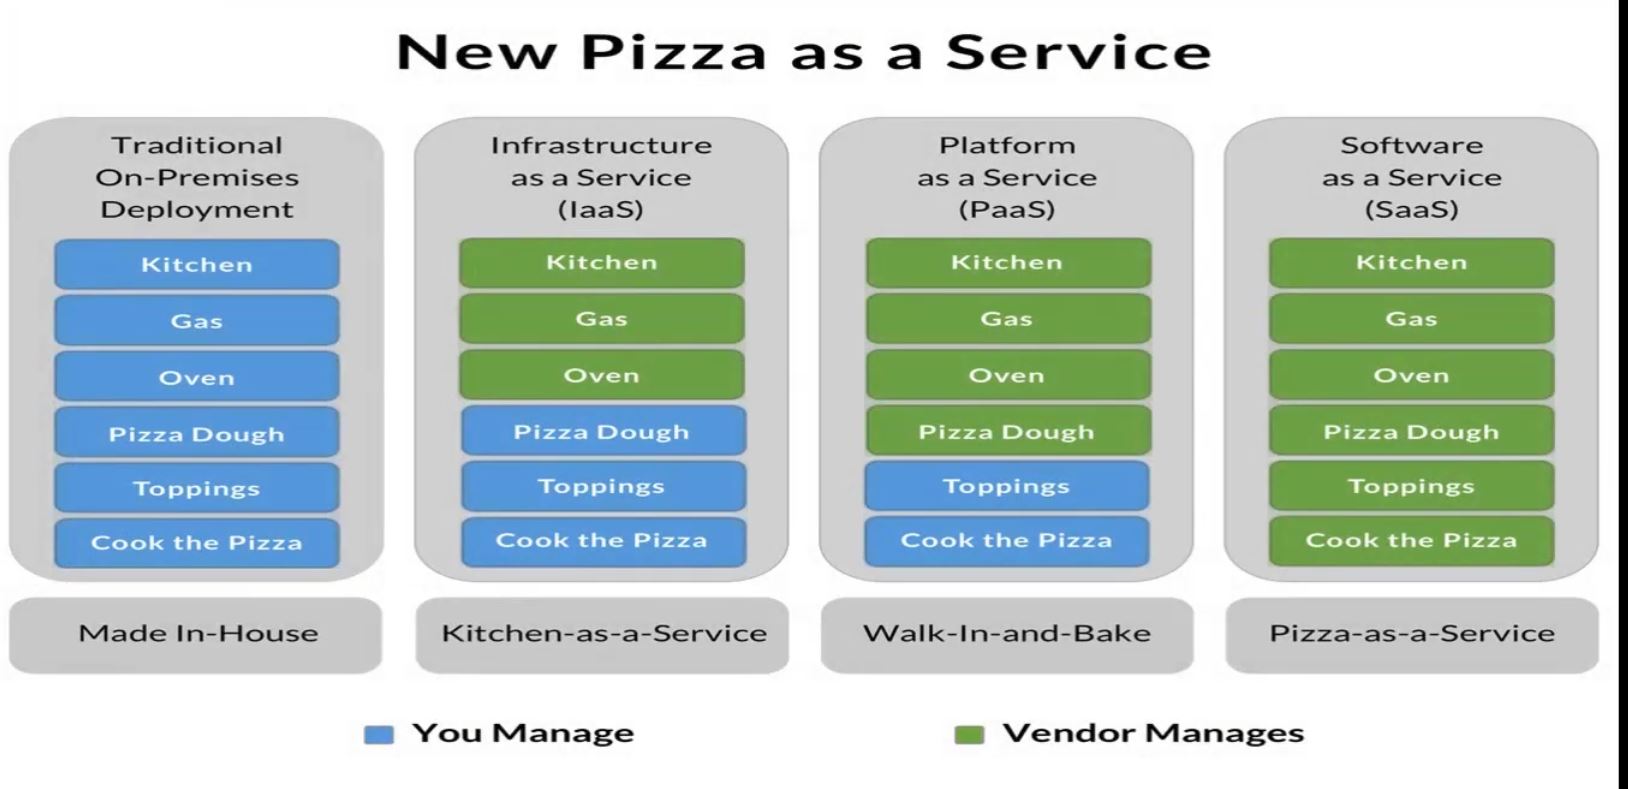 New Pizza as a Service
Traditional
On-Premises
Deployment
Kitchen
Gas
Oven
Pizza Dough
Toppings
Cook the Pizza
Made In-House
Infrastructure
as a Service
(IaaS)
Kitchen
Gas
Oven
Pizza Dough
Toppings
Cook the Pizza
Kitchen-as-a-Service
Platform
as a Service
(PaaS)
Kitchen
Gas
Oven
Pizza Dough
Toppings
Cook the Pizza
Walk-In-and-Bake
Software
as a Service
(SaaS)
Kitchen
Gas
Oven
Pizza Dough
Toppings
Cook the Pizza
Pizza-as-a-Service
You Manage
Vendor Manages